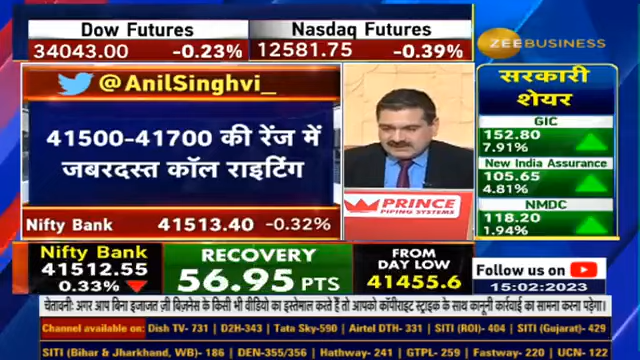 Dow Futures
34043.00 -0.23%
Nasdaq Futures
12581.75 -0.39%
ZEE BUSINESS
@AnilSinghvi_
41500-41700 की रेंज में
जबरदस्त कॉल राइटिंग
Nifty Bank 41513.40 -0.32%
PRINCE
PIPING SYSTEMS
सरकारी
शेयर
GIC
152.80
7.91%
New India Assurance
105.65
4.81%
NMDC
118.20
1.94%
Nifty Bank
41512.55
0.33%
RECOVERY
56.95 PTS
FROM
DAY LOW
41455.6
Follow us on
15-02-2023
चेतावनी: अगर आप बिना इजाजत ज़ी बिज़नेस के किसी भी वीडियो का इस्तेमाल करते हैं तो आपको कॉपीराइट स्ट्राइक के साथ कानूनी कार्रवाई का सामना करना पड़ेगा.
Channel available on: Dish TV- 731 | D2H-343 | Tata Sky-590 | Airtel DTH- 331 | SITI (ROI) - 404 | SITI (Gujarat) - 429
SITI (Bihar & Jharkhand, WB)- 186 | DEN-355/356 | Hathway- 241 | GTPL- 259 | Fastway- 220 | UCN- 122